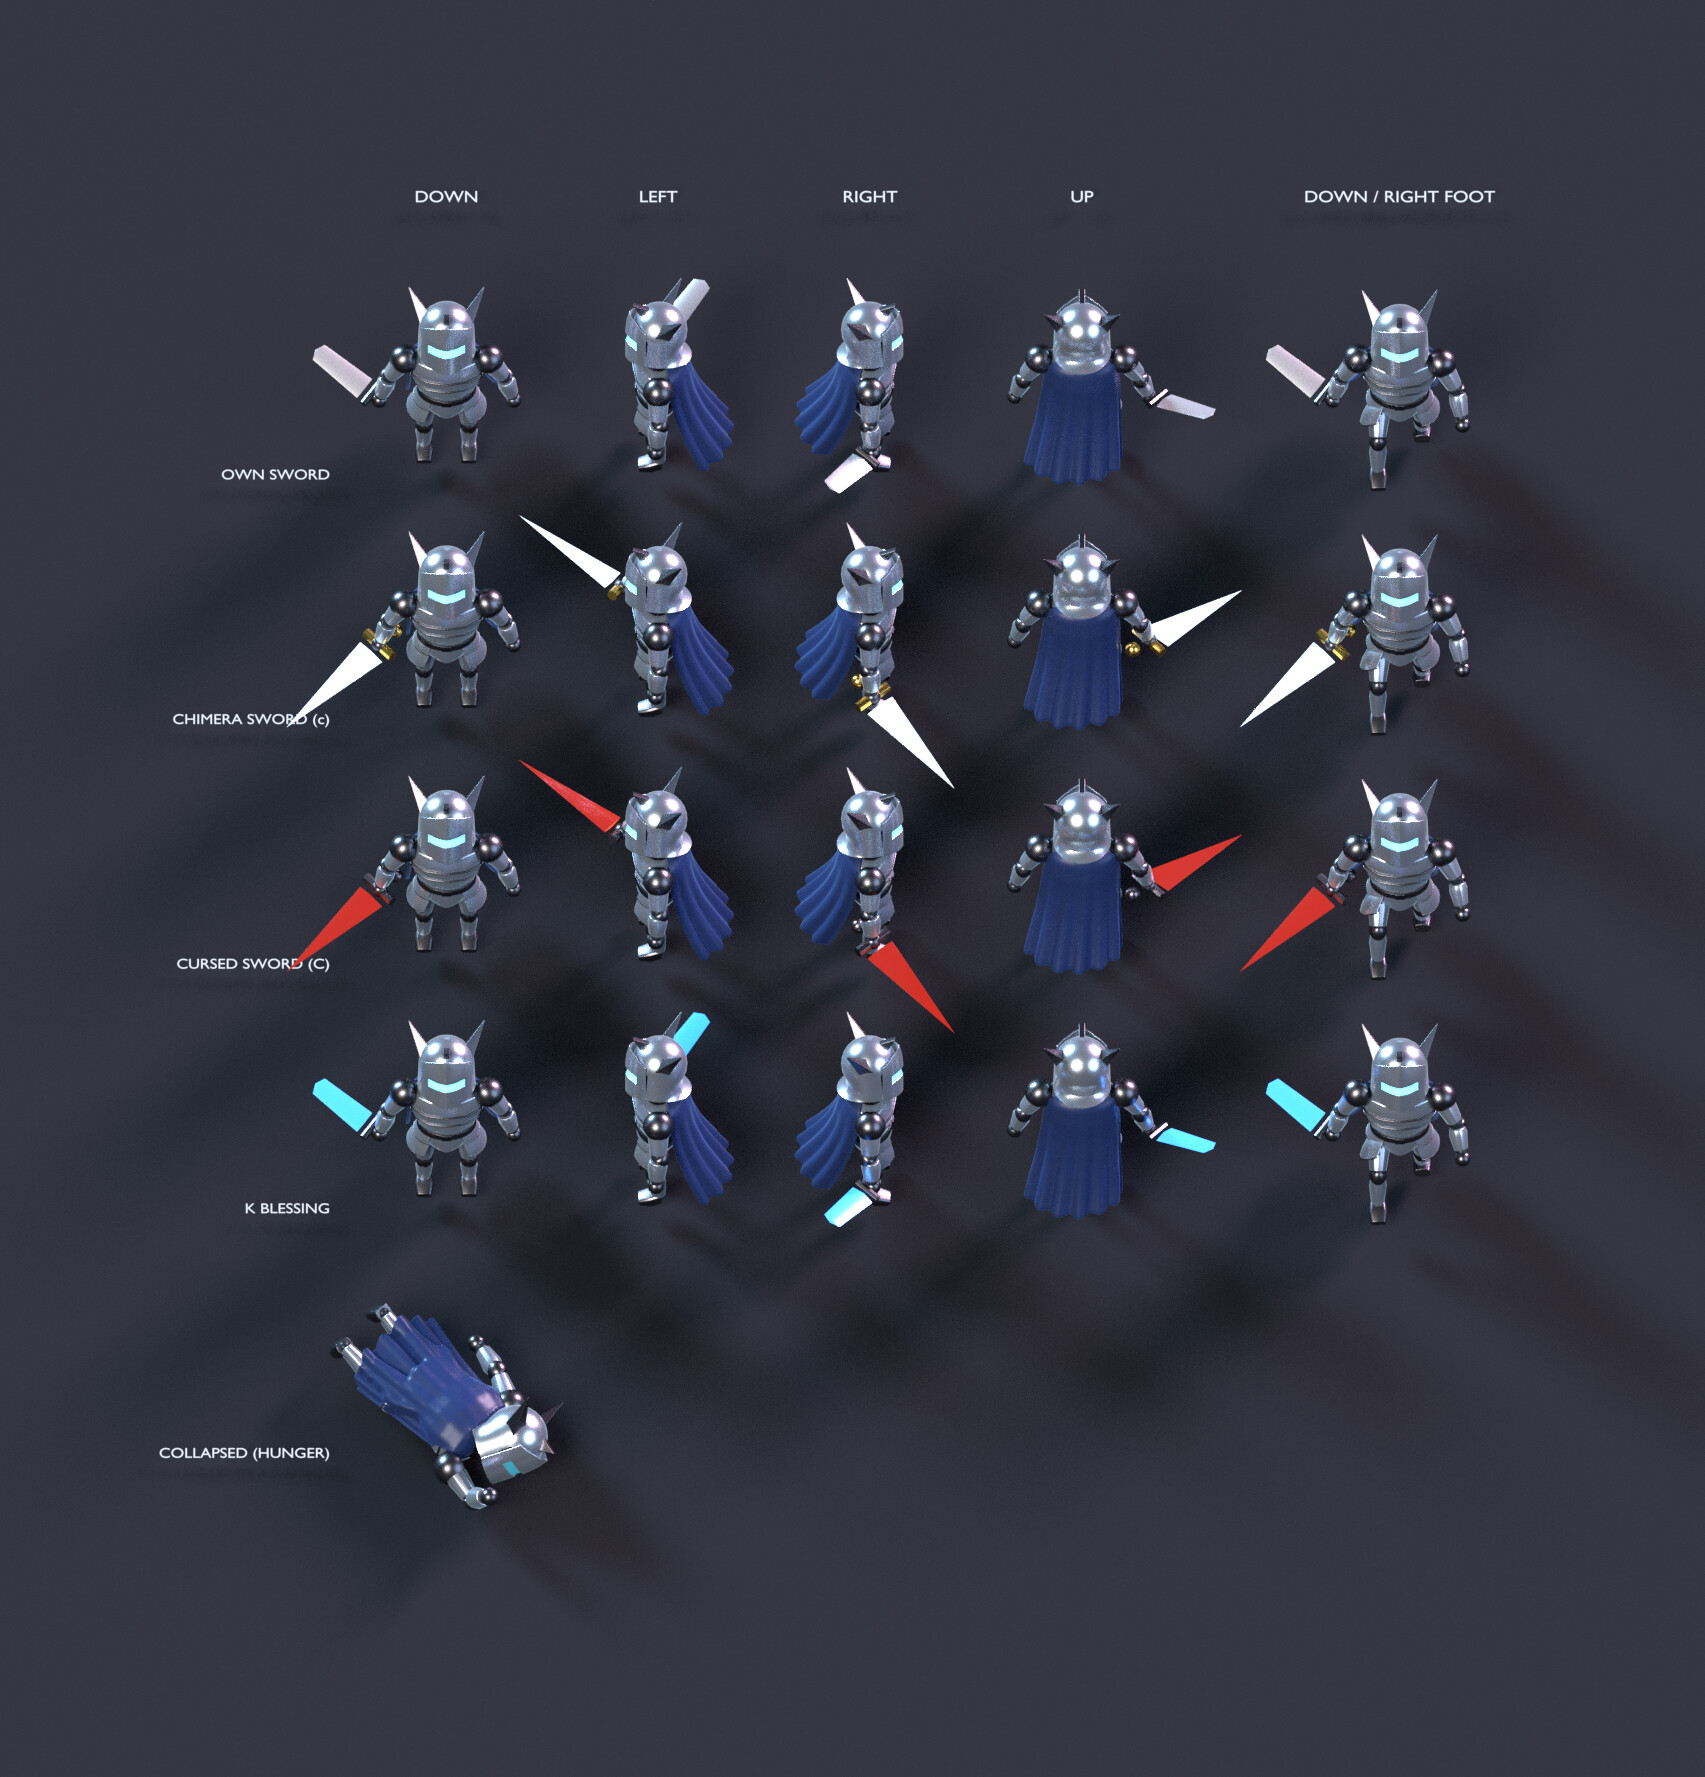 DOWN
LEFT
RIGHT
UP
DOWN / RIGHT FOOT
OWN SWORD
CHIMERA SWORD (c)
CURSED SWORD (C)
K BLESSING
COLLAPSED (HUNGER)